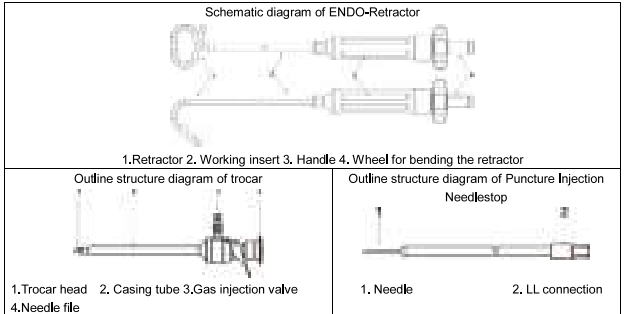 Schematic diagram of ENDO-Retractor
1.Retractor 2. Working insert 3. Handle 4. Wheel for bending the retractor
Outline structure diagram of trocar
1.Trocar head 2. Casing tube 3.Gas injection valve
4.Needle file
Outline structure diagram of Puncture Injection
Needlestop
1. Needle 2. LL connection